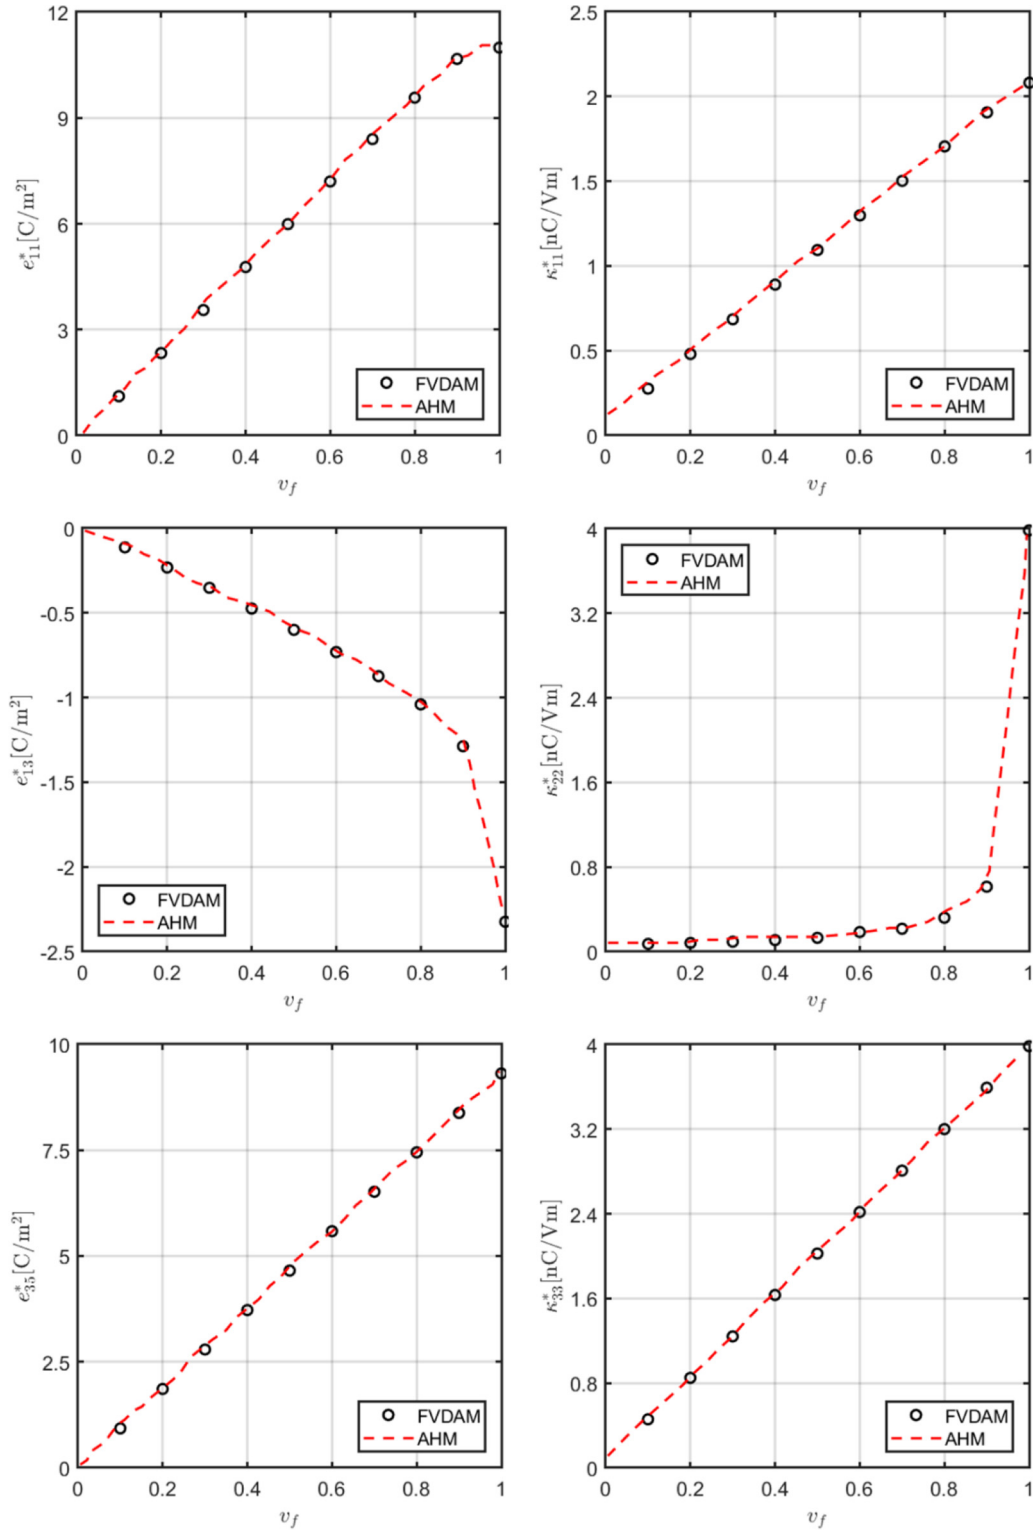 12
9
6
3
0
e*11[C/m²]
0 0.2 0.4 0.6 0.8 1
v_f
FVDAM
AHM
2.5
2
1.5
1
0.5
0
κ*11[nC/Vm]
0 0.2 0.4 0.6 0.8 1
v_f
FVDAM
AHM
0
-0.5
-1
-1.5
-2
-2.5
e*13[C/m²]
0 0.2 0.4 0.6 0.8 1
v_f
FVDAM
AHM
4
3.2
2.4
1.6
0.8
0
κ*22[nC/Vm]
0 0.2 0.4 0.6 0.8 1
v_f
FVDAM
AHM
10
7.5
5
2.5
0
e*35[C/m²]
0 0.2 0.4 0.6 0.8 1
v_f
FVDAM
AHM
4
3.2
2.4
1.6
0.8
0
κ*33[nC/Vm]
0 0.2 0.4 0.6 0.8 1
v_f
FVDAM
AHM